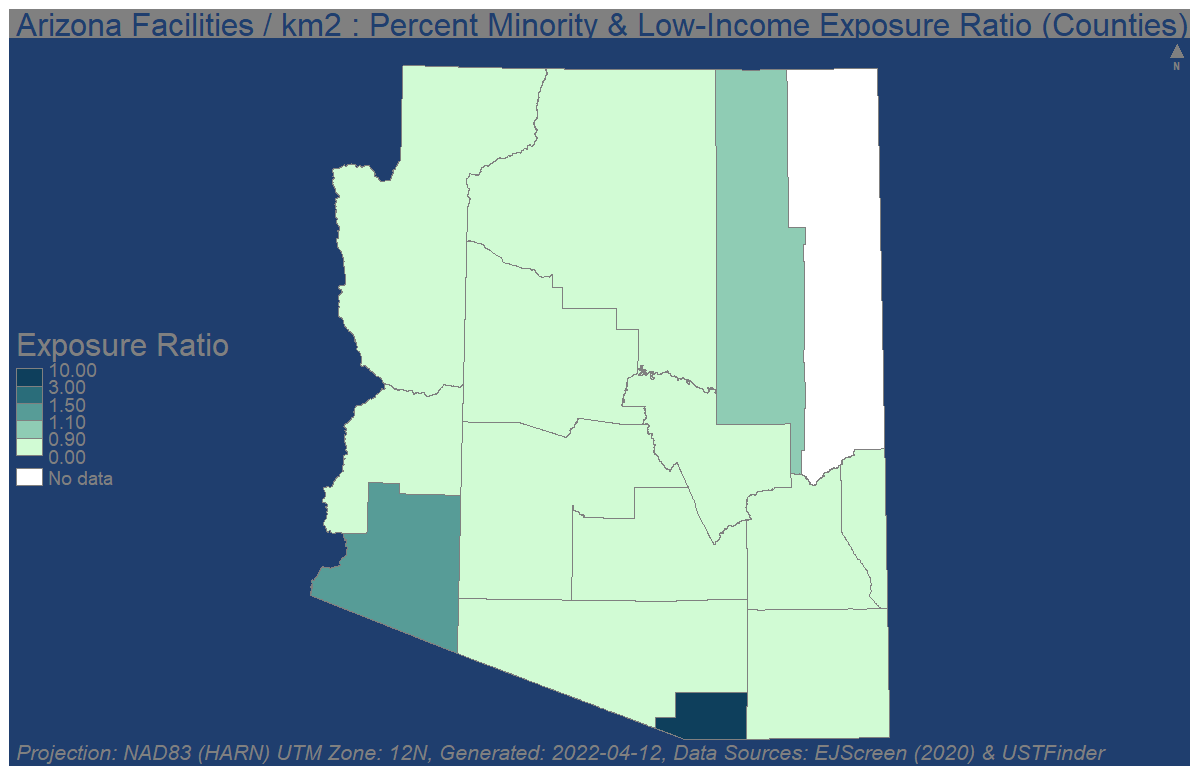 Arizona Facilities / km2 : Percent Minority & Low-Income Exposure Ratio (Counties)
N
Exposure Ratio
10.00
3.00
1.50
1.10
0.90
0.00
No data
Projection: NAD83 (HARN) UTM Zone: 12N, Generated: 2022-04-12, Data Sources: EJScreen (2020) & USTFinder